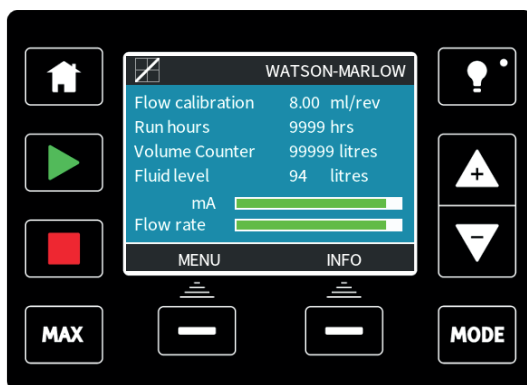 WATSON-MARLOW
Flow calibration 8.00 ml/rev
Run hours 9999 hrs
Volume Counter 99999 litres
Fluid level 94 litres
mA
Flow rate
MENU INFO
MAX MODE
+
−